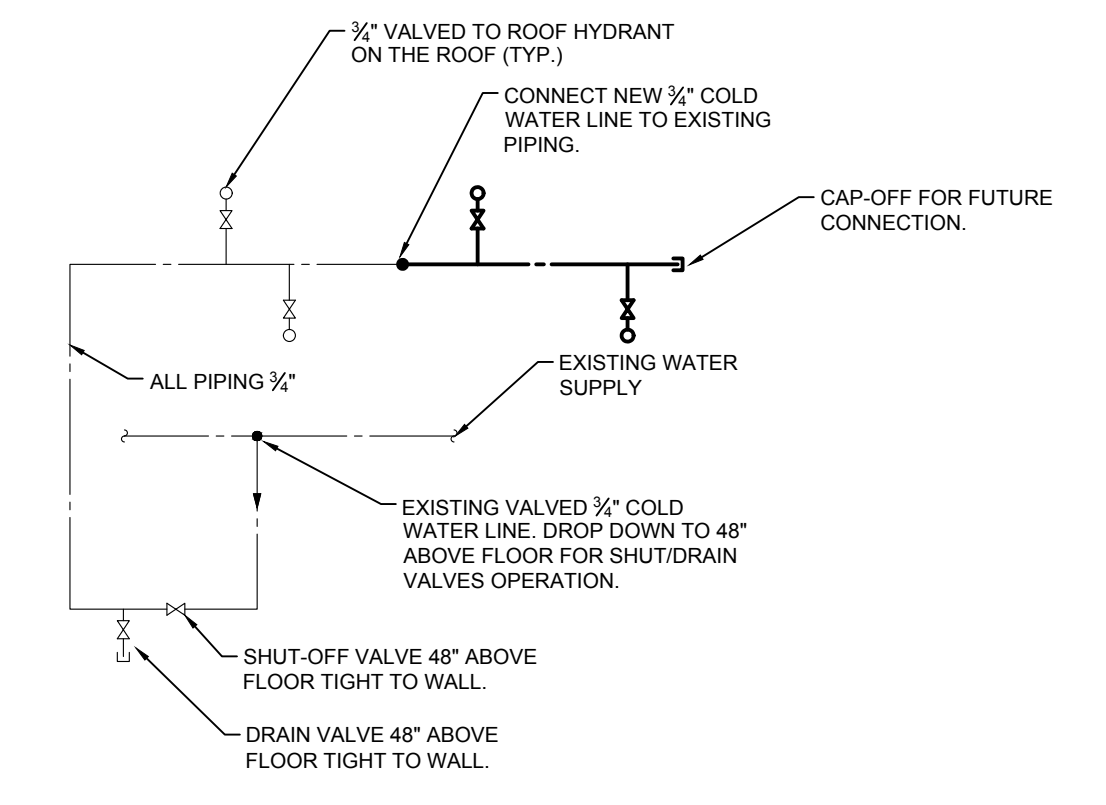 ¾" VALVED TO ROOF HYDRANT
ON THE ROOF (TYP.)
CONNECT NEW ¾" COLD
WATER LINE TO EXISTING
PIPING.
CAP-OFF FOR FUTURE
CONNECTION.
EXISTING WATER
SUPPLY
ALL PIPING ¾"
EXISTING VALVED ¾" COLD
WATER LINE. DROP DOWN TO 48"
ABOVE FLOOR FOR SHUT/DRAIN
VALVES OPERATION.
SHUT-OFF VALVE 48" ABOVE
FLOOR TIGHT TO WALL.
DRAIN VALVE 48" ABOVE
FLOOR TIGHT TO WALL.